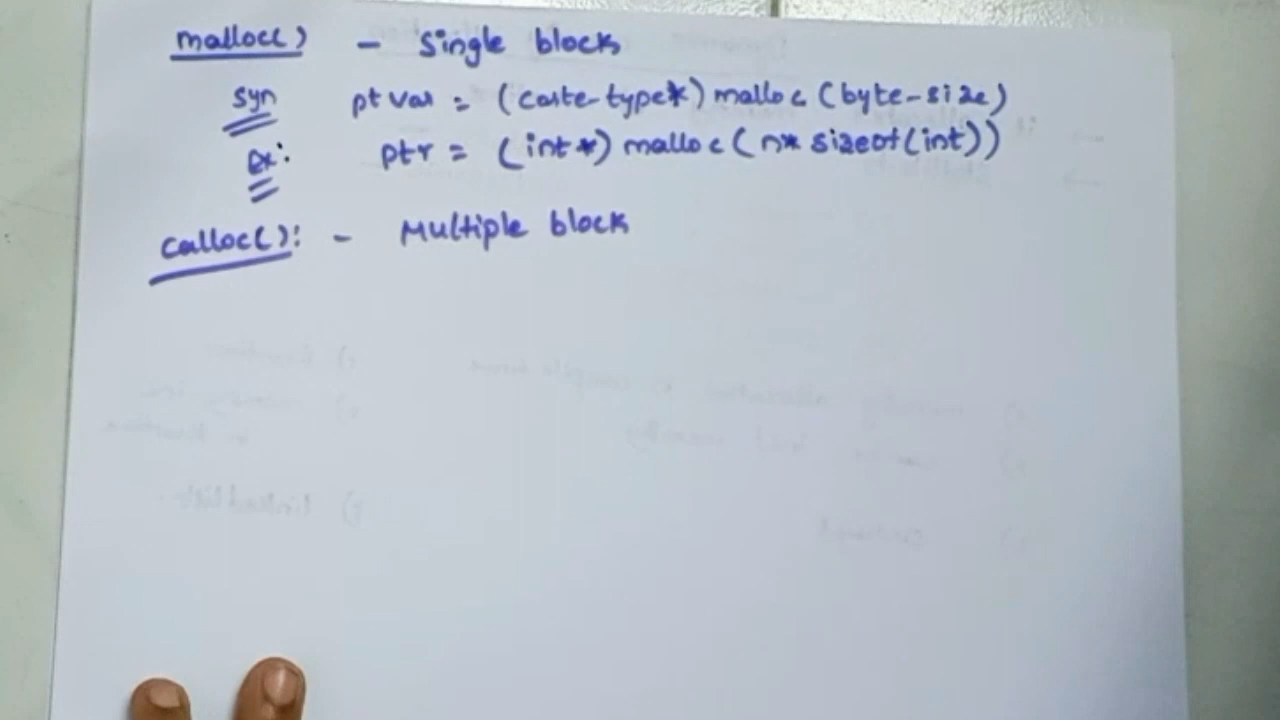 malloc() - single block
syn ptvar = (caste-type*) malloc (byte-size)
ex: ptr = (int*) malloc (n* sizeof(int))
calloc(): - Multiple block